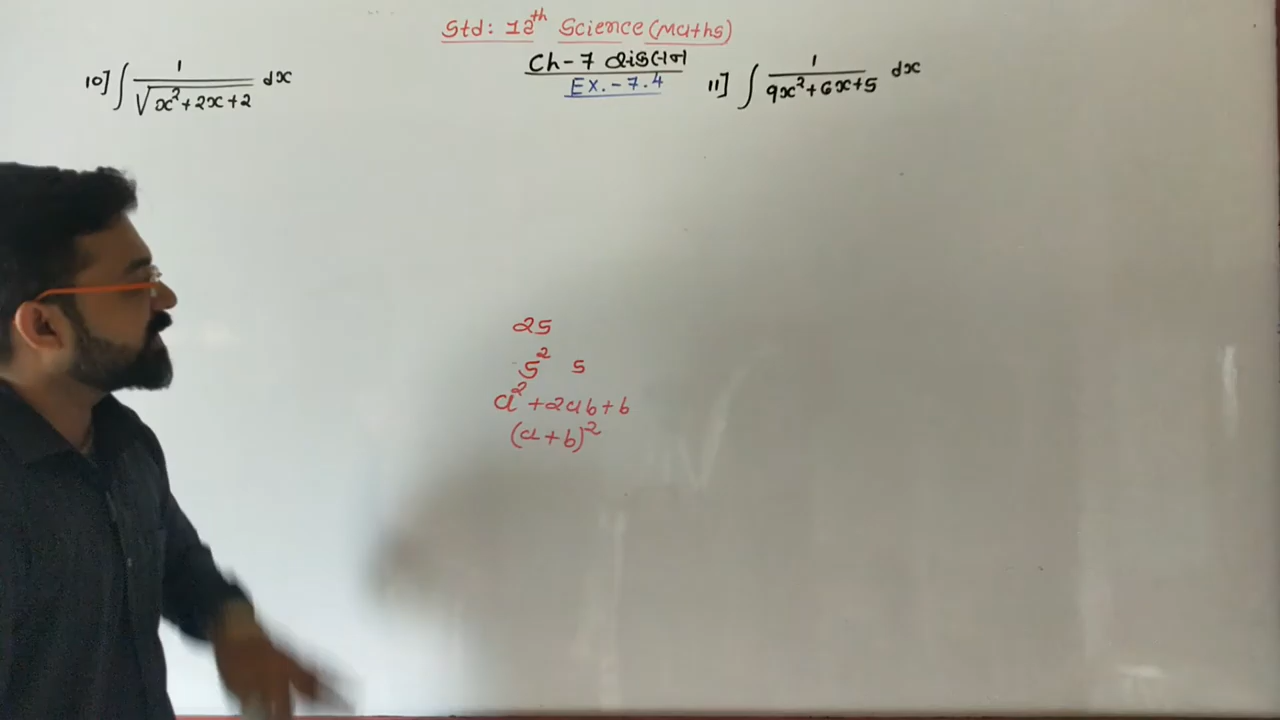 Std: 12th Science (Maths)
Ch-7 સંકલન
Ex.-7.4
10] ∫ 1/√(x²+2x+2) dx
11] ∫ 1/(9x²+6x+5) dx
25
5² 5
a²+2ab+b
(a+b)²